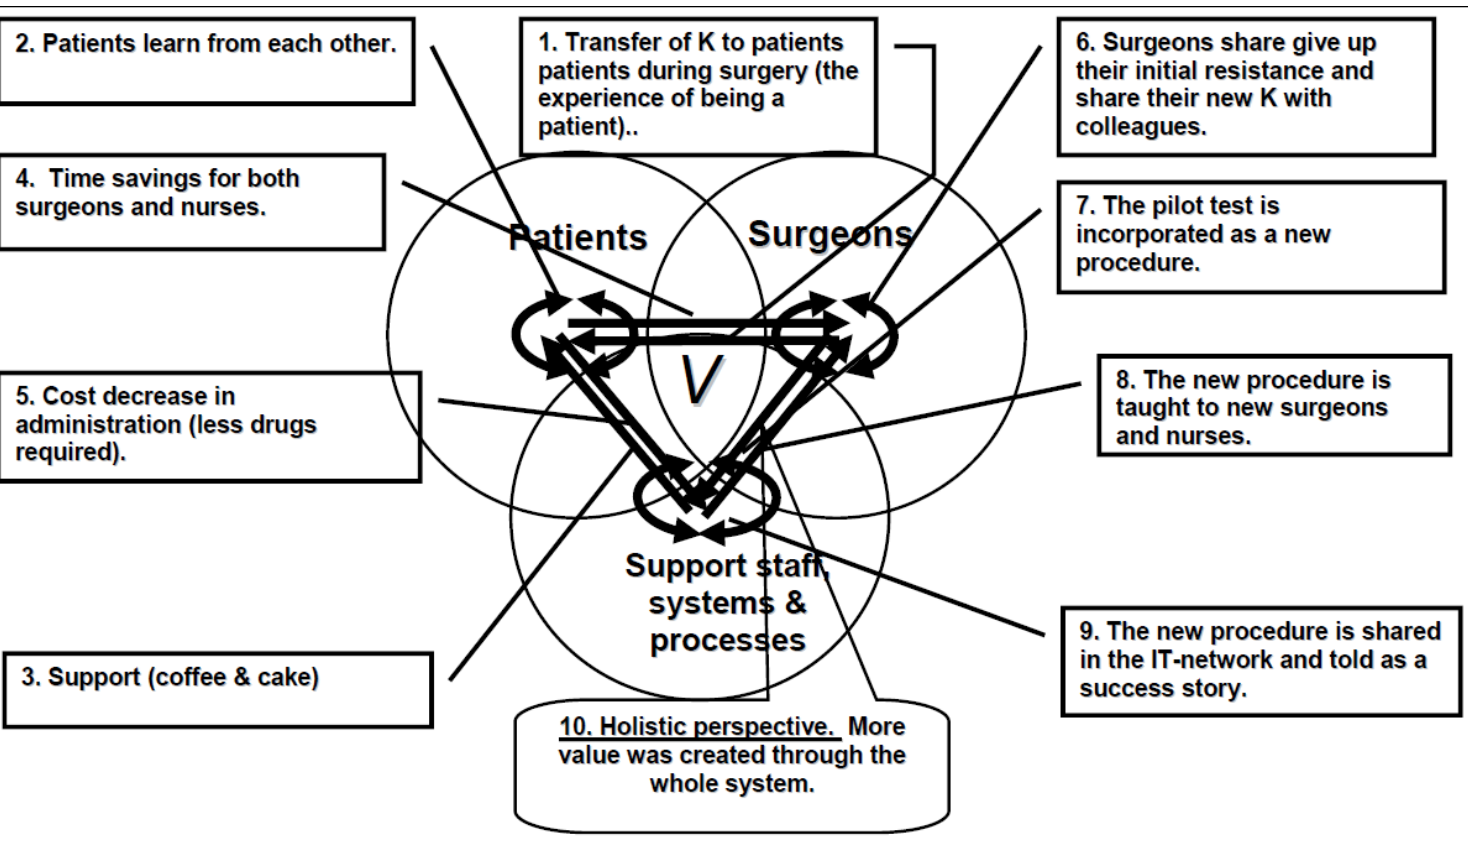 2. Patients learn from each other.
1. Transfer of K to patients
patients during surgery (the
experience of being a
patient)..
6. Surgeons share give up
their initial resistance and
share their new K with
colleagues.
4. Time savings for both
surgeons and nurses.
7. The pilot test is
incorporated as a new
procedure.
Patients
Surgeons
V
5. Cost decrease in
administration (less drugs
required).
8. The new procedure is
taught to new surgeons
and nurses.
Support staff,
systems &
processes
3. Support (coffee & cake)
9. The new procedure is shared
in the IT-network and told as a
success story.
10. Holistic perspective. More
value was created through the
whole system.